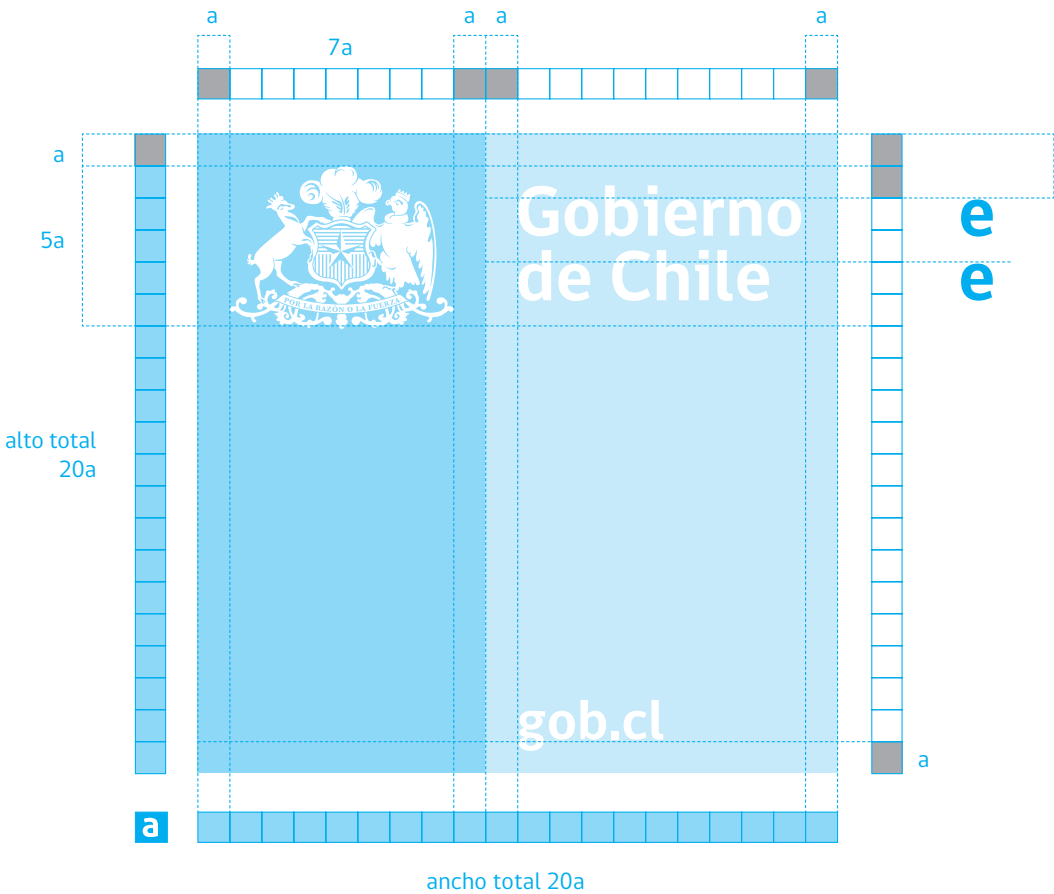 a
a
a
a
7a
a
5a
Gobierno
de Chile
e
e
POR LA RAZON O LA FUERZA
alto total
20a
gob.cl
a
a
ancho total 20a